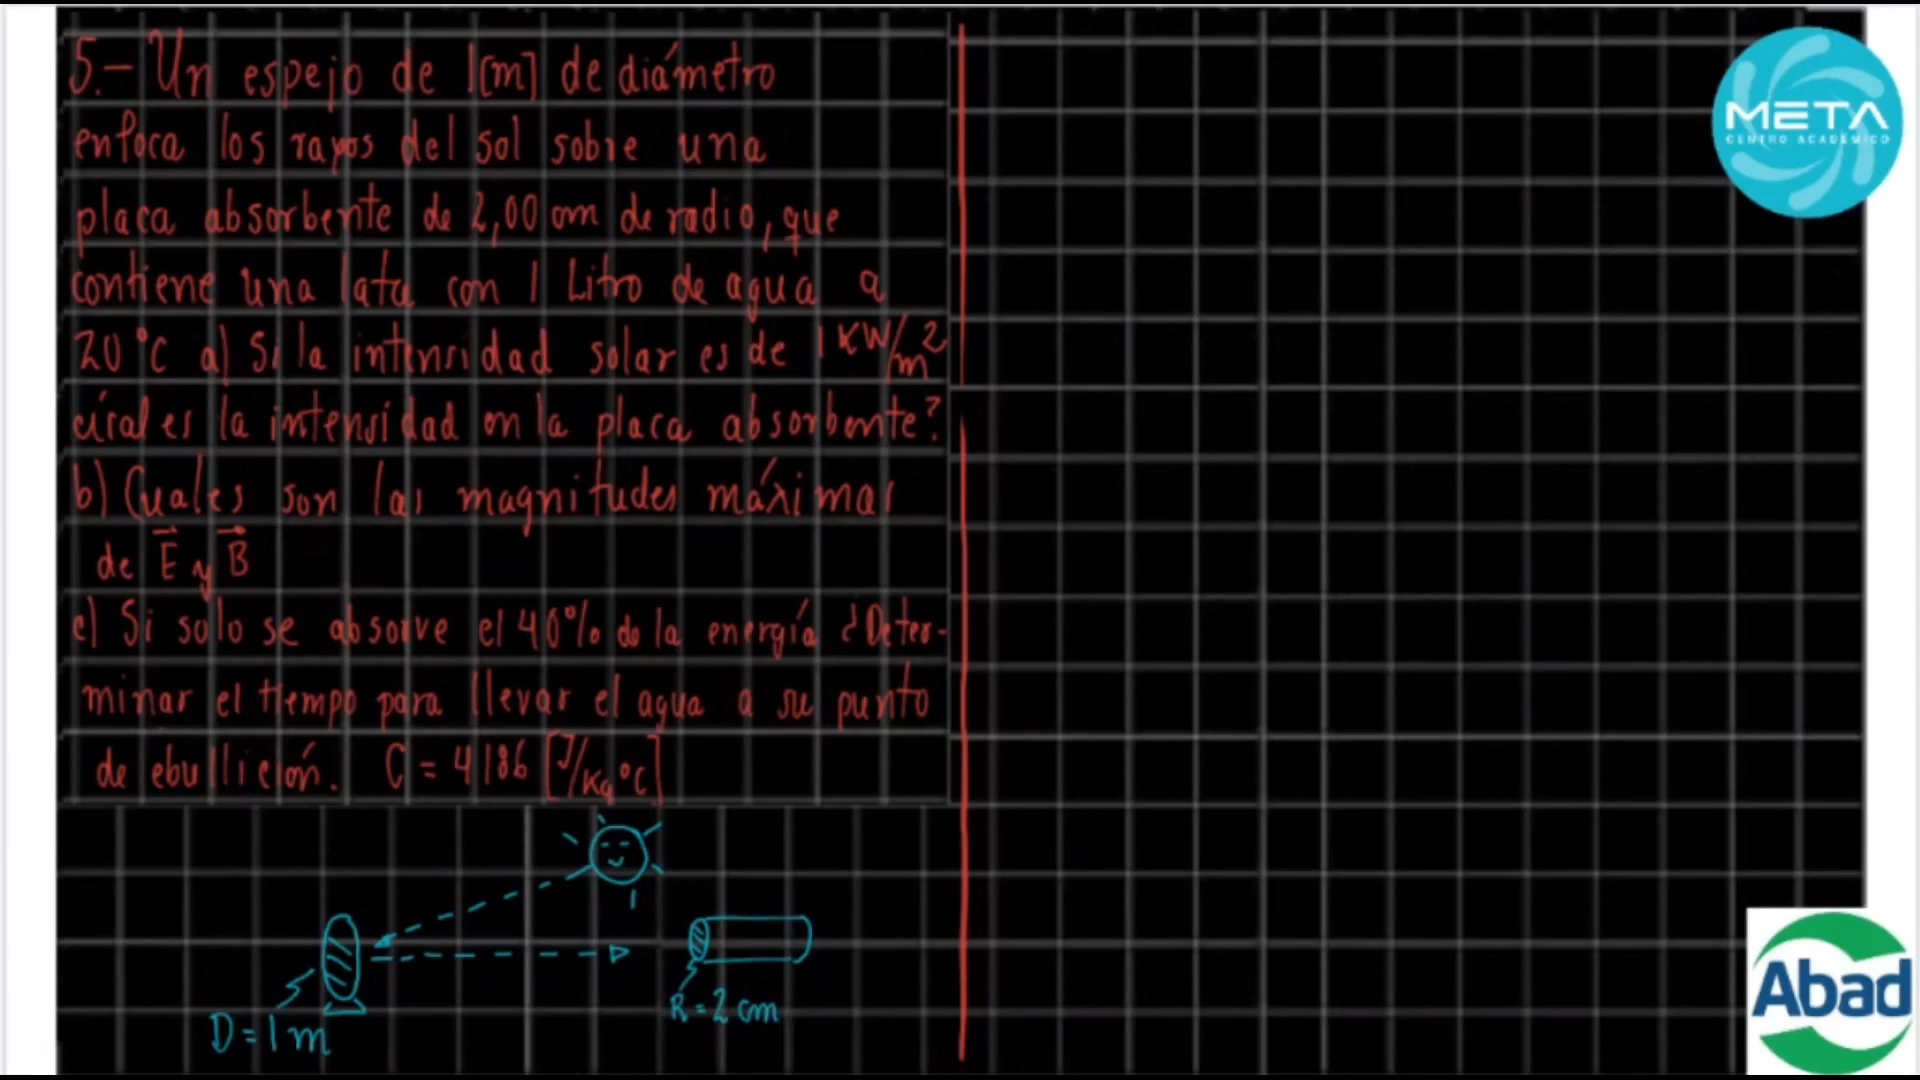 5.- Un espejo de 1[m] de diámetro
enfoca los rayos del sol sobre una
placa absorbente de 2,00 cm de radio, que
contiene una lata con 1 Litro de agua a
20°C a) Si la intensidad solar es de 1 KW/m²
cúal es la intensidad en la placa absorbente?
b) Cuales son las magnitudes máximas
de E⃗ y B⃗
c) Si solo se absorve el 40% de la energía ¿Deter-
minar el tiempo para llevar el agua a su punto
de ebullición. C = 4186 [J/Kg°C]
D = 1m
R = 2 cm
META
CENTRO ACADÉMICO
Abad